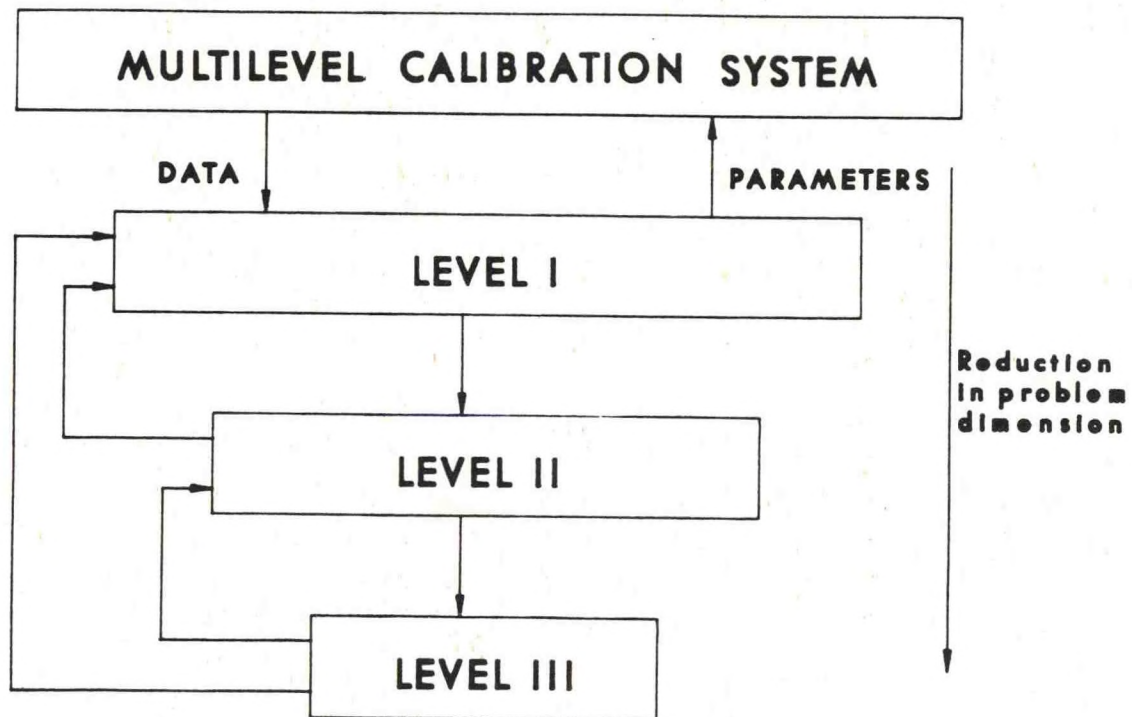 MULTILEVEL CALIBRATION SYSTEM
DATA
PARAMETERS
LEVEL I
Reduction
in problem
dimension
LEVEL II
LEVEL III